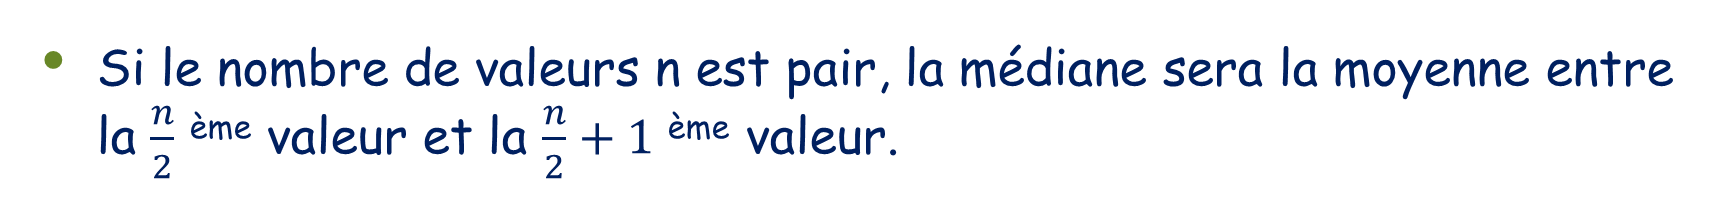 • Si le nombre de valeurs n est pair, la médiane sera la moyenne entre
la n/2 ème valeur et la n/2 + 1 ème valeur.